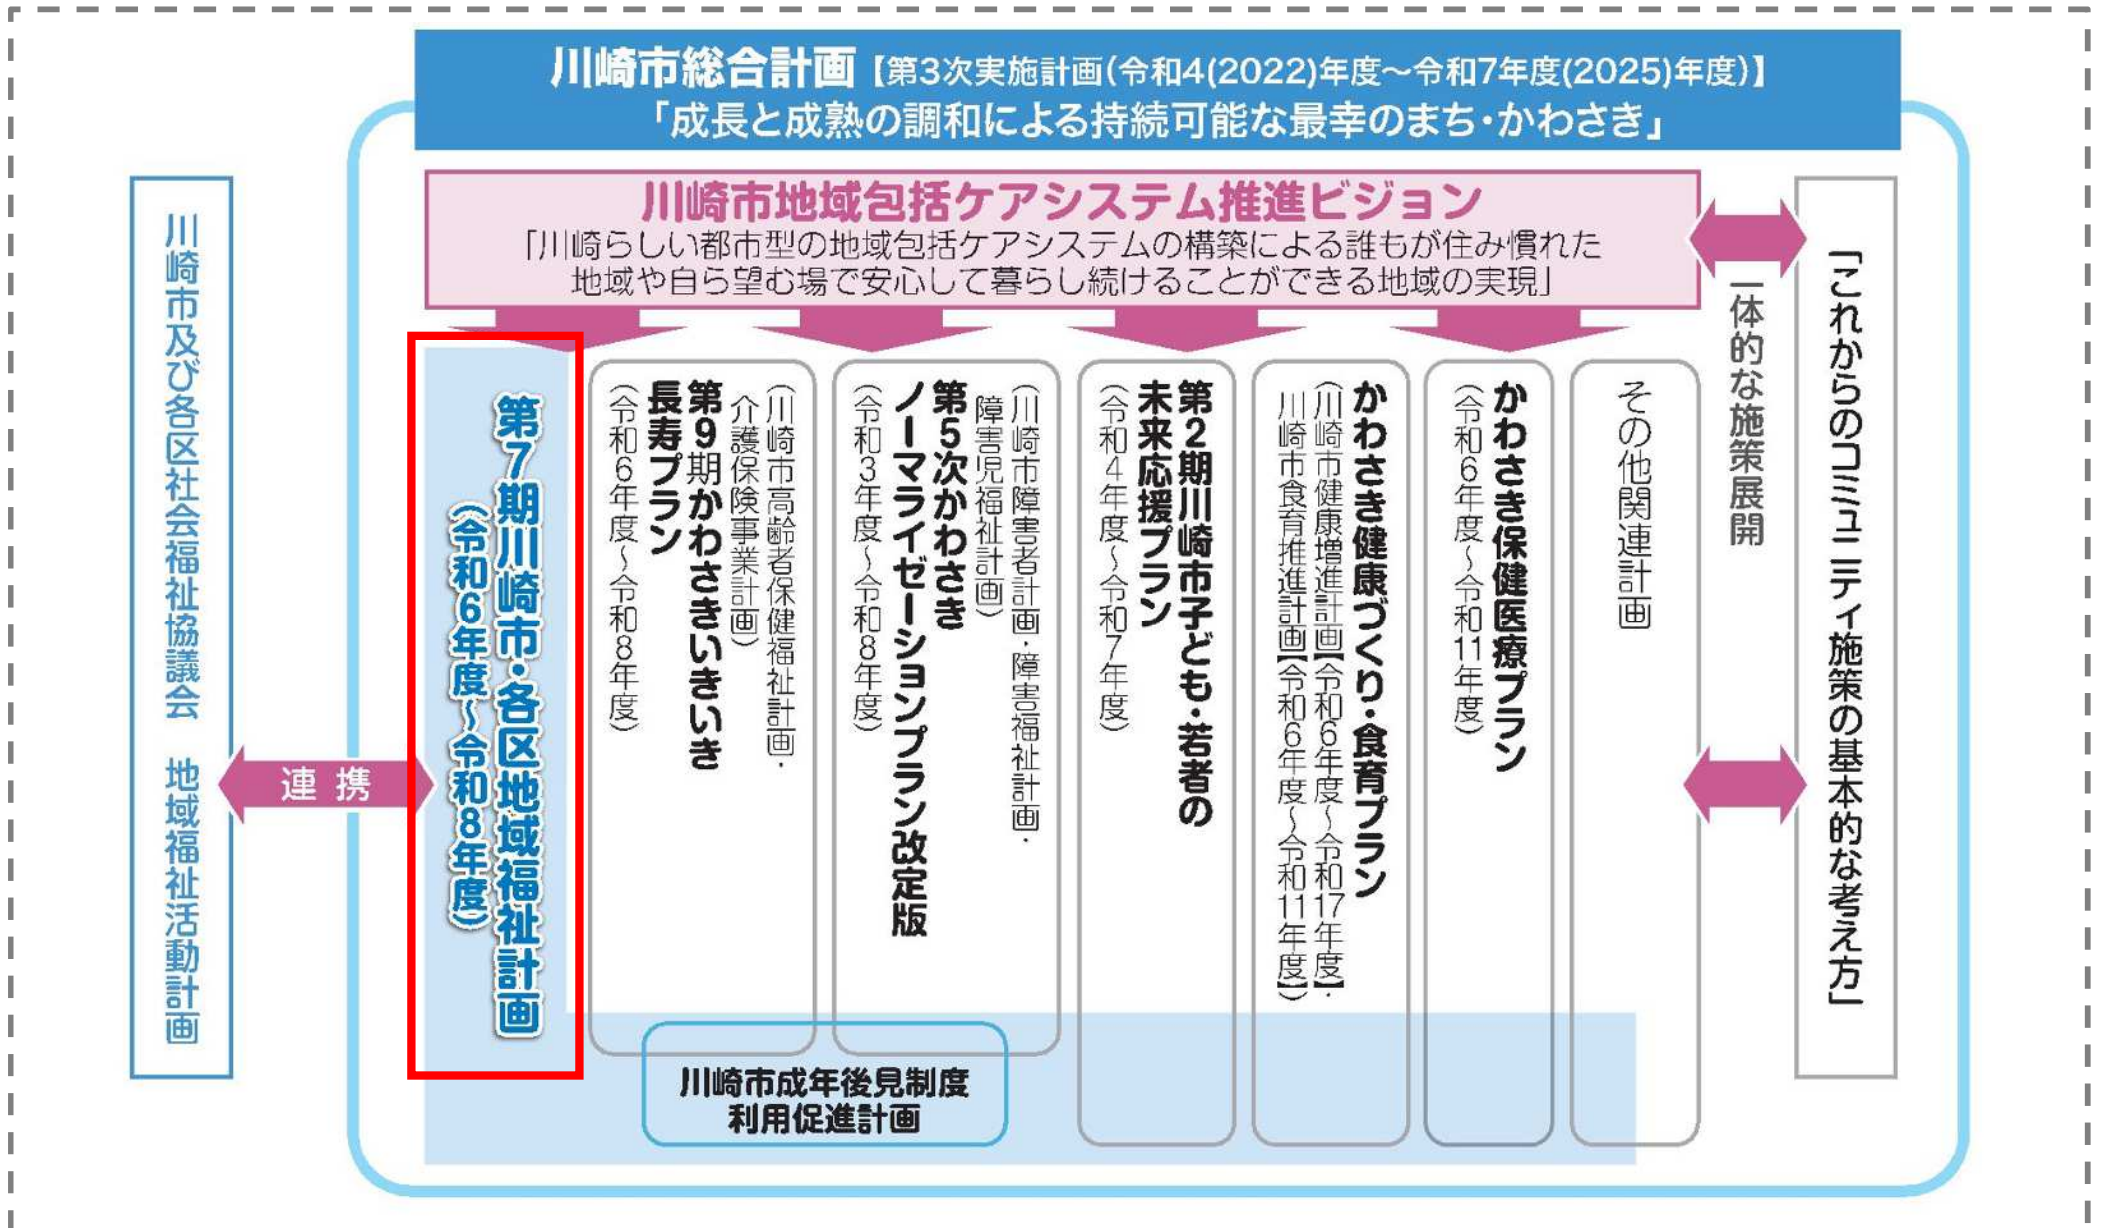 川崎市総合計画【第3次実施計画(令和4(2022)年度～令和7年度(2025)年度)】
「成長と成熟の調和による持続可能な最幸のまち・かわさき」
川崎市地域包括ケアシステム推進ビジョン
「川崎らしい都市型の地域包括ケアシステムの構築による誰もが住み慣れた
地域や自ら望む場で安心して暮らし続けることができる地域の実現」
川崎市及び各区社会福祉協議会 地域福祉活動計画
連携
第7期川崎市・各区地域福祉計画
(令和6年度～令和8年度)
(川崎市高齢者保健福祉計画・
介護保険事業計画)
第9期かわさきいきいき
長寿プラン
(令和6年度～令和8年度)
(川崎市障害者計画・障害福祉計画・
障害児福祉計画)
第5次かわさき
ノーマライゼーションプラン改定版
(令和3年度～令和8年度)
第2期川崎市子ども・若者の
未来応援プラン
(令和4年度～令和7年度)
かわさき健康づくり・食育プラン
(川崎市健康増進計画【令和6年度～令和17年度】・
川崎市食育推進計画【令和6年度～令和11年度】)
かわさき保健医療プラン
(令和6年度～令和11年度)
その他関連計画
川崎市成年後見制度
利用促進計画
一体的な施策展開
「これからのコミュニティ施策の基本的な考え方」